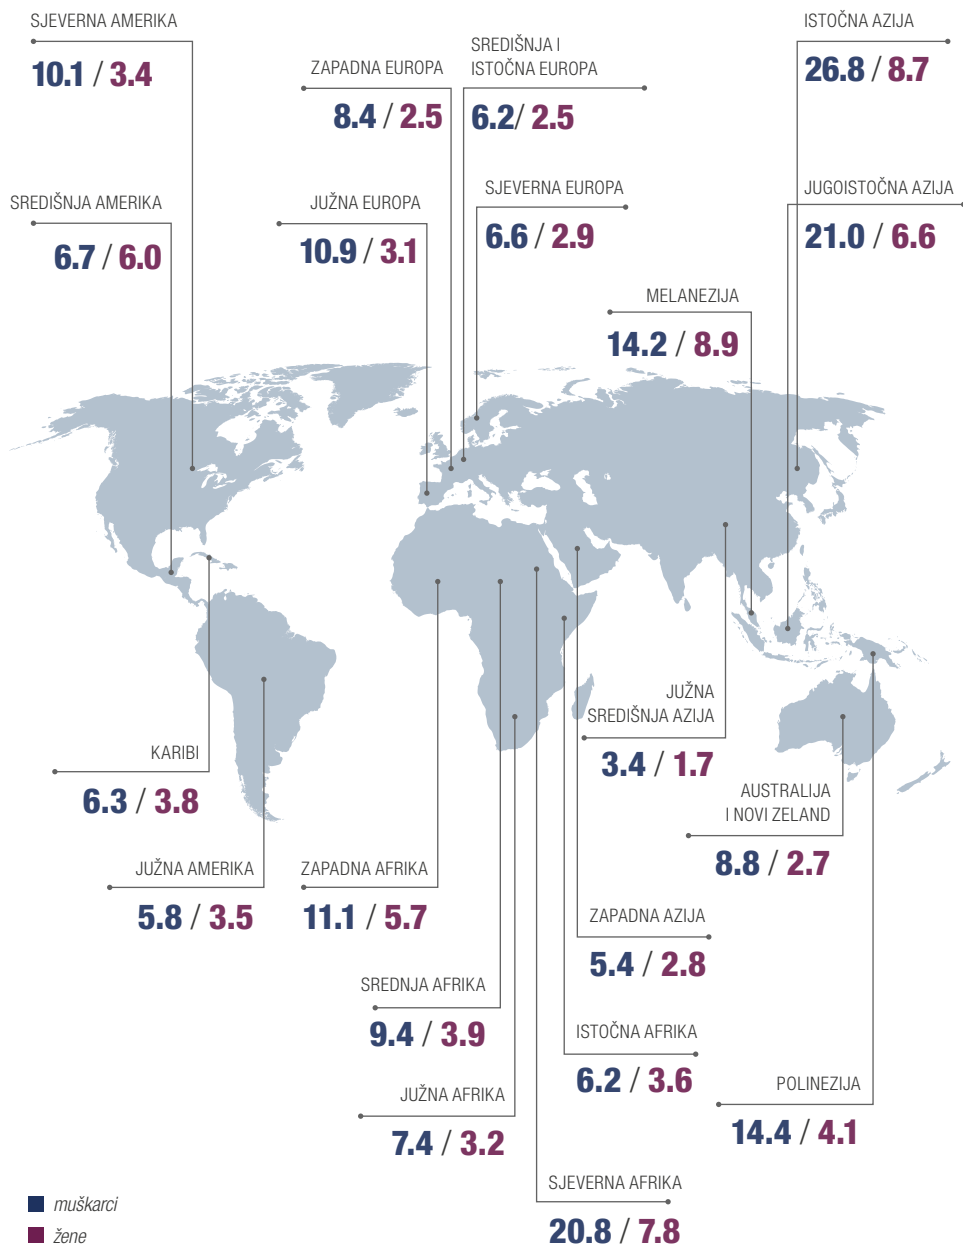 SJEVERNA AMERIKA
10.1 / 3.4
ZAPADNA EUROPA
8.4 / 2.5
SREDIŠNJA I
ISTOČNA EUROPA
6.2/ 2.5
ISTOČNA AZIJA
26.8 / 8.7
SREDIŠNJA AMERIKA
6.7 / 6.0
JUŽNA EUROPA
10.9 / 3.1
SJEVERNA EUROPA
6.6 / 2.9
JUGOISTOČNA AZIJA
21.0 / 6.6
MELANEZIJA
14.2 / 8.9
JUŽNA
SREDIŠNJA AZIJA
3.4 / 1.7
KARIBI
6.3 / 3.8
AUSTRALIJA
I NOVI ZELAND
8.8 / 2.7
JUŽNA AMERIKA
5.8 / 3.5
ZAPADNA AFRIKA
11.1 / 5.7
ZAPADNA AZIJA
5.4 / 2.8
SREDNJA AFRIKA
9.4 / 3.9
ISTOČNA AFRIKA
6.2 / 3.6
POLINEZIJA
14.4 / 4.1
JUŽNA AFRIKA
7.4 / 3.2
SJEVERNA AFRIKA
20.8 / 7.8
muškarci
žene